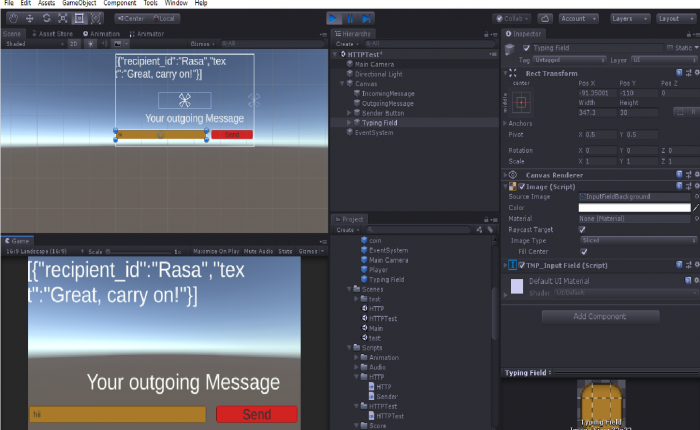 File Edit Assets GameObject Component Tools Window Help
Center Local
Collab Account Layers Layout
Scene Asset Store Animation Animator
Shaded 2D Gizmos All
[{"recipient_id":"Rasa","tex
t":"Great, carry on!"}]
Your outgoing Message
Send
Game
16:9 Landscape (16:9) Scale 1x Maximize On Play Mute Audio Stats Gizmos
[{"recipient_id":"Rasa","tex
t":"Great, carry on!"}]
Your outgoing Message
hii Send
Hierarchy
Create All
HTTPTest*
Main Camera
Directional Light
Canvas
IncomingMessage
OutgoingMessage
Sender Button
Typing Field
EventSystem
Project
Create
coin
EventSystem
Main Camera
Player
Typing Field
Scenes
test
HTTP
HTTPTest
Main
test
Scripts
Animation
Audio
HTTP
HTTP
Sender
HTTPTest
HTTPTest
Score
Inspector
Typing Field Static
Tag Untagged Layer UI
Rect Transform
center Pos X Pos Y Pos Z
middle -91.35001 -110 0
Width Height
347.3 30 R
Anchors
Pivot X 0.5 Y 0.5
Rotation X 0 Y 0 Z 0
Scale X 1 Y 1 Z 1
Canvas Renderer
Image (Script)
Source Image InputFieldBackground
Color
Material None (Material)
Raycast Target
Image Type Sliced
Fill Center
TMP_Input Field (Script)
Default UI Material
Shader UI/Default
Add Component
Typing Field
Typing Field